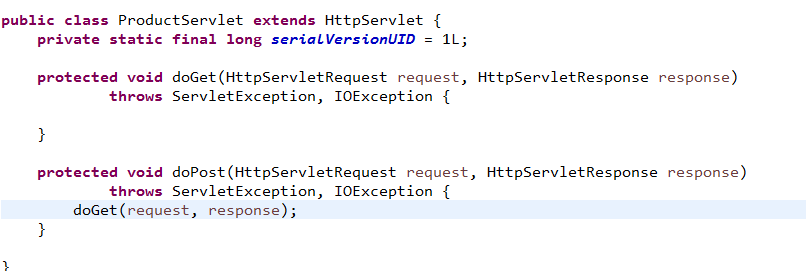 public class ProductServlet extends HttpServlet {
    private static final long serialVersionUID = 1L;

    protected void doGet(HttpServletRequest request, HttpServletResponse response)
            throws ServletException, IOException {

    }

    protected void doPost(HttpServletRequest request, HttpServletResponse response)
            throws ServletException, IOException {
        doGet(request, response);
    }

}